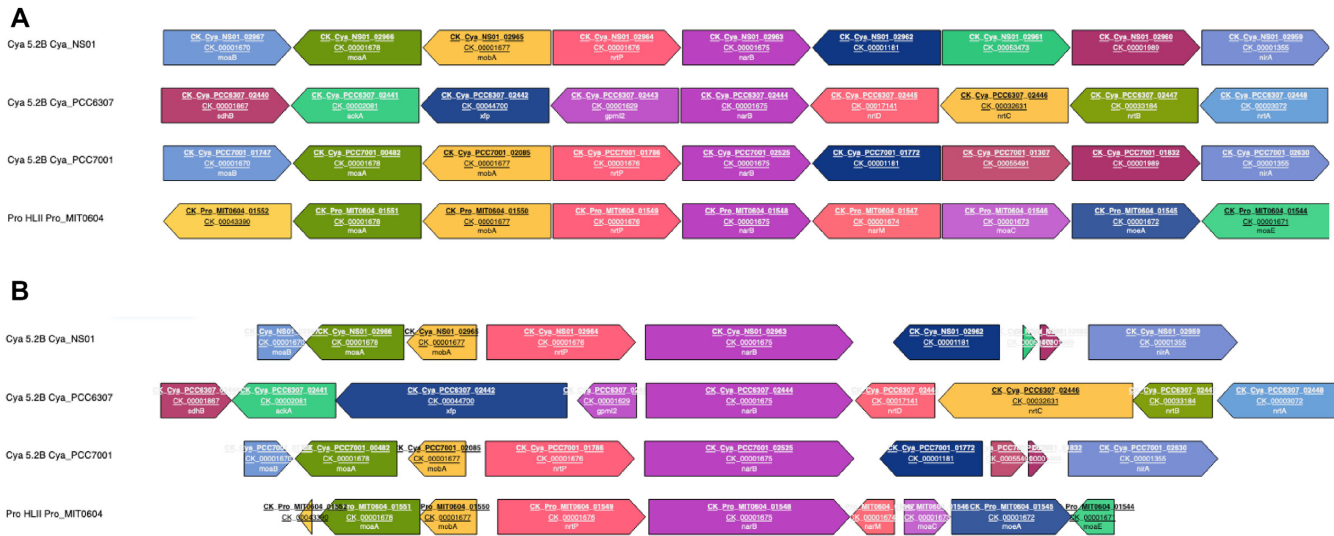 A
Cya 5.2B Cya_NS01
CK_Cya_NS01_02967 CK_Cya_NS01_02966 CK_Cya_NS01_02965 CK_Cya_NS01_02964 CK_Cya_NS01_02963 CK_Cya_NS01_02962 CK_Cya_NS01_02961 CK_Cya_NS01_02960 CK_Cya_NS01_02959
CK_00001670 CK_00001678 CK_00001677 CK_00001676 CK_00001675 CK_00001181 CK_00053473 CK_00001989 CK_00001355
moaB moaA mobA nrtP narB nirA
Cya 5.2B Cya_PCC6307
CK_Cya_PCC6307_02440 CK_Cya_PCC6307_02441 CK_Cya_PCC6307_02442 CK_Cya_PCC6307_02443 CK_Cya_PCC6307_02444 CK_Cya_PCC6307_02445 CK_Cya_PCC6307_02446 CK_Cya_PCC6307_02447 CK_Cya_PCC6307_02448
CK_00001867 CK_00002081 CK_00044700 CK_00001629 CK_00001675 CK_00017141 CK_00032631 CK_00033184 CK_00003072
sdhB ackA xfp gpmI2 narB nrtD nrtC nrtB nrtA
Cya 5.2B Cya_PCC7001
CK_Cya_PCC7001_01747 CK_Cya_PCC7001_00482 CK_Cya_PCC7001_02085 CK_Cya_PCC7001_01786 CK_Cya_PCC7001_02525 CK_Cya_PCC7001_01772 CK_Cya_PCC7001_01307 CK_Cya_PCC7001_01832 CK_Cya_PCC7001_02630
CK_00001670 CK_00001678 CK_00001677 CK_00001676 CK_00001675 CK_00001181 CK_00055491 CK_00001989 CK_00001355
moaB moaA mobA nrtP narB nirA
Pro HLII Pro_MIT0604
CK_Pro_MIT0604_01552 CK_Pro_MIT0604_01551 CK_Pro_MIT0604_01550 CK_Pro_MIT0604_01549 CK_Pro_MIT0604_01548 CK_Pro_MIT0604_01547 CK_Pro_MIT0604_01546 CK_Pro_MIT0604_01545 CK_Pro_MIT0604_01544
CK_00043390 CK_00001678 CK_00001677 CK_00001676 CK_00001675 CK_00001674 CK_00001673 CK_00001672 CK_00001671
moaA mobA nrtP narB narM moaC moeA moaE
B
Cya 5.2B Cya_NS01
CK_Cya_NS01_02966 CK_Cya_NS01_02965 CK_Cya_NS01_02964 CK_Cya_NS01_02963 CK_Cya_NS01_02962 CK_Cya_NS01_02959
CK_00001670 CK_00001678 CK_00001677 CK_00001676 CK_00001675 CK_00001181 CK_00001355
moaB moaA mobA nrtP narB nirA
Cya 5.2B Cya_PCC6307
CK_Cya_PCC6307_02441 CK_Cya_PCC6307_02442 CK_Cya_PCC6307_02444 CK_Cya_PCC6307_02446 CK_Cya_PCC6307_02448
CK_00001867 CK_00002081 CK_00044700 CK_00001629 CK_00001675 CK_00017141 CK_00032631 CK_00033184 CK_00003072
sdhB ackA xfp gpmI2 narB nrtD nrtC nrtB nrtA
Cya 5.2B Cya_PCC7001
CK_Cya_PCC7001_00482 CK_Cya_PCC7001_01786 CK_Cya_PCC7001_02525 CK_Cya_PCC7001_01772 CK_Cya_PCC7001_02630
CK_00001678 CK_00001677 CK_00001676 CK_00001675 CK_00001181 CK_00001355
moaB moaA mobA nrtP narB nirA
Pro HLII Pro_MIT0604
CK_Pro_MIT0604_01549 CK_Pro_MIT0604_01548 CK_Pro_MIT0604_01545
CK_00001678 CK_00001677 CK_00001676 CK_00001675 CK_00001674 CK_00001672
moaA mobA nrtP narB narM moaC moeA moaE